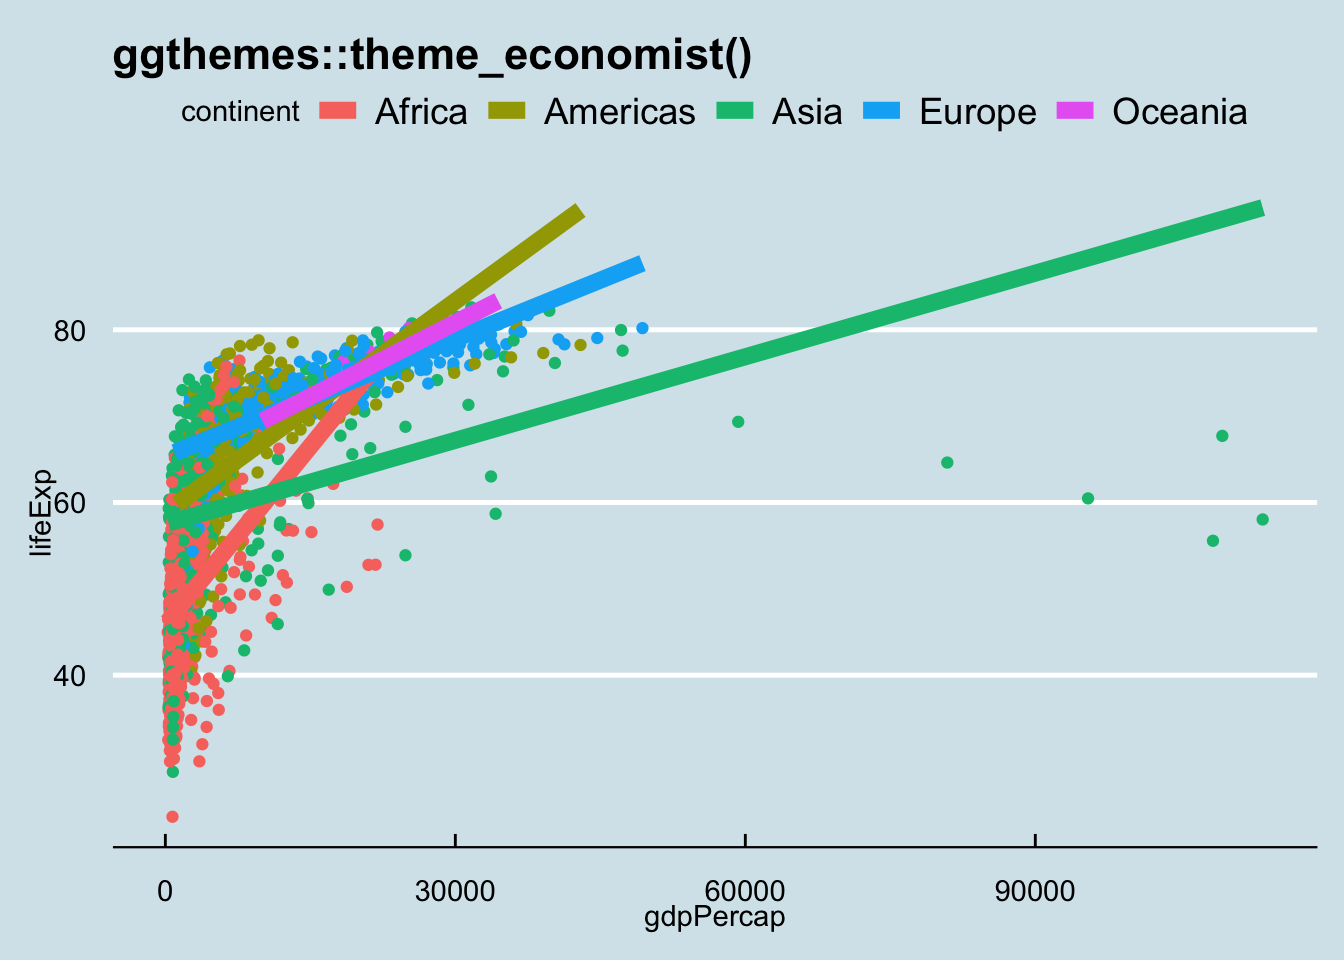 ggthemes::theme_economist()
continent Africa Americas Asia Europe Oceania
80
60
40
lifeExp
0 30000 60000 90000
gdpPercap